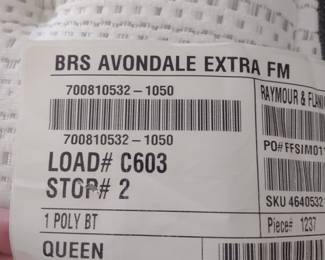 BRS AVONDALE EXTRA FM
700810532-1050
700810532-1050
LOAD# C603
STOP# 2
1 POLY BT
QUEEN
RAYMOUR & FLAN
PO# FFSIM01
SKU 4640532
Piece# 1237